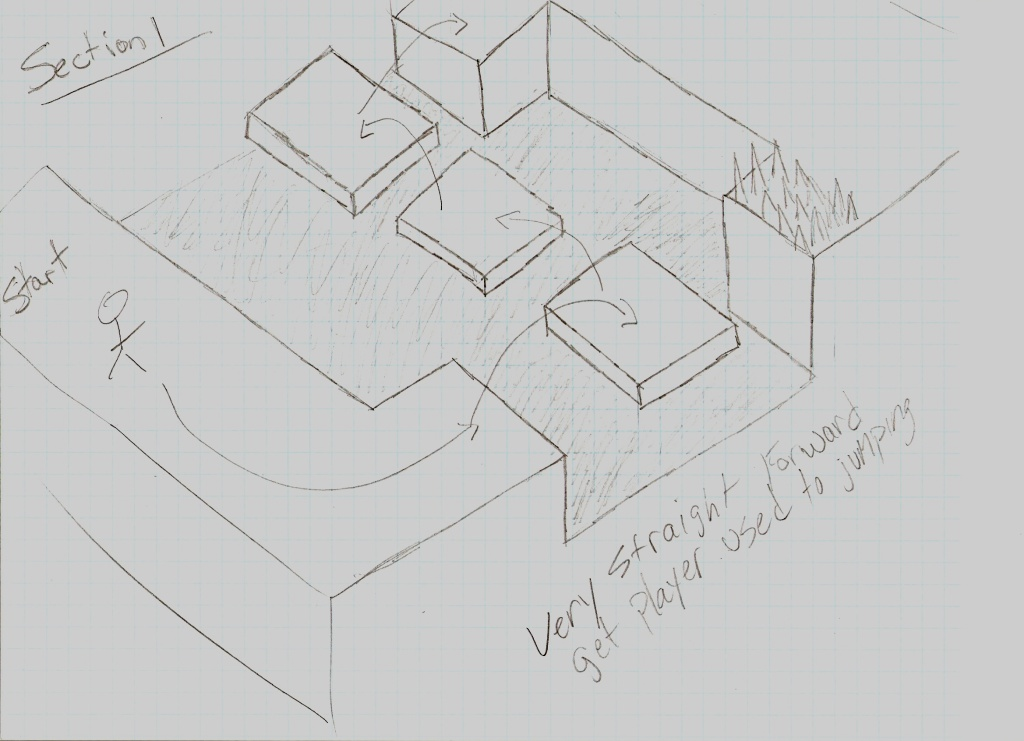 Section 1
Start
Very straight forward
get player used to jumping